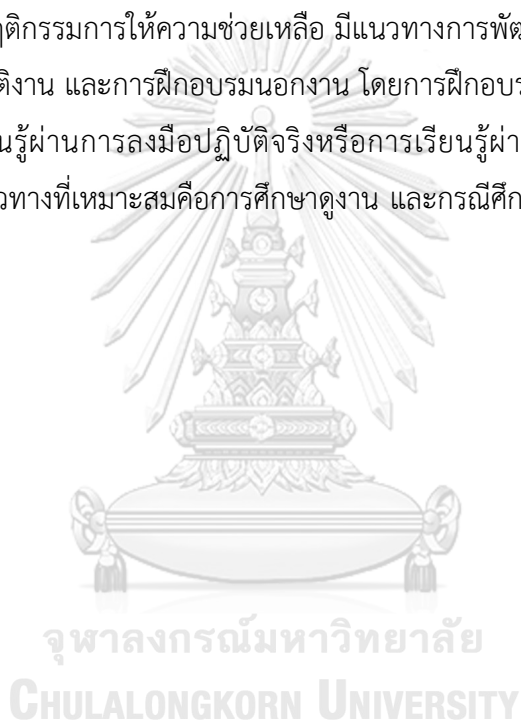 ฤติกรรมการให้ความช่วยเหลือ มีแนวทางการพัฒ
ติงาน และการฝึกอบรมนอกงาน โดยการฝึกอบร
นรู้ผ่านการลงมือปฏิบัติจริงหรือการเรียนรู้ผ่า
วทางที่เหมาะสมคือการศึกษาดูงาน และกรณีศึก
จุฬาลงกรณ์มหาวิทยาลัย
CHULALONGKORN UNIVERSITY